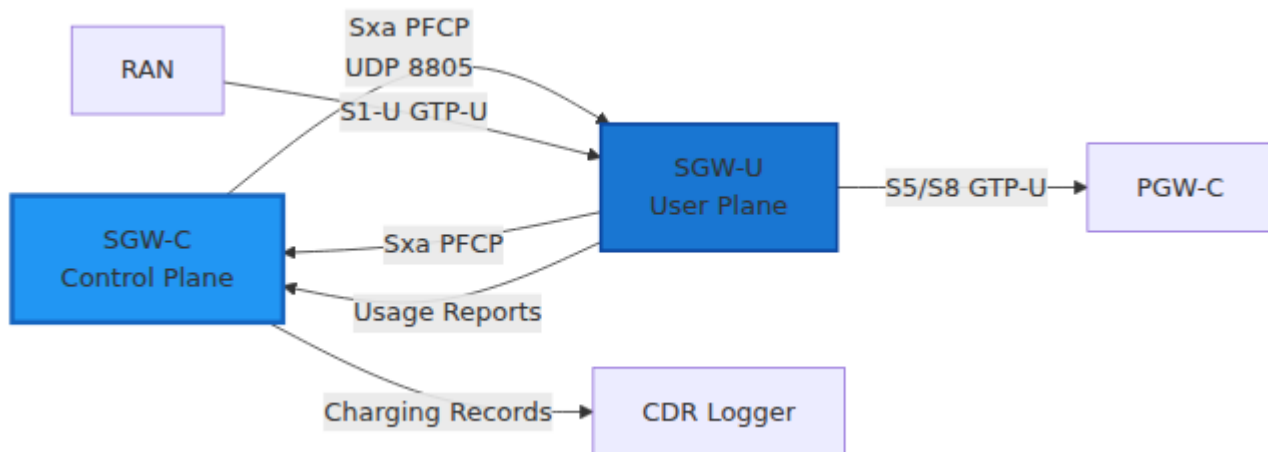 Sxa PFCP
UDP 8805
RAN
S1-U GTP-U
SGW-U
User Plane
S5/S8 GTP-U
PGW-C
SGW-C
Control Plane
Sxa PFCP
Usage Reports
Charging Records
CDR Logger